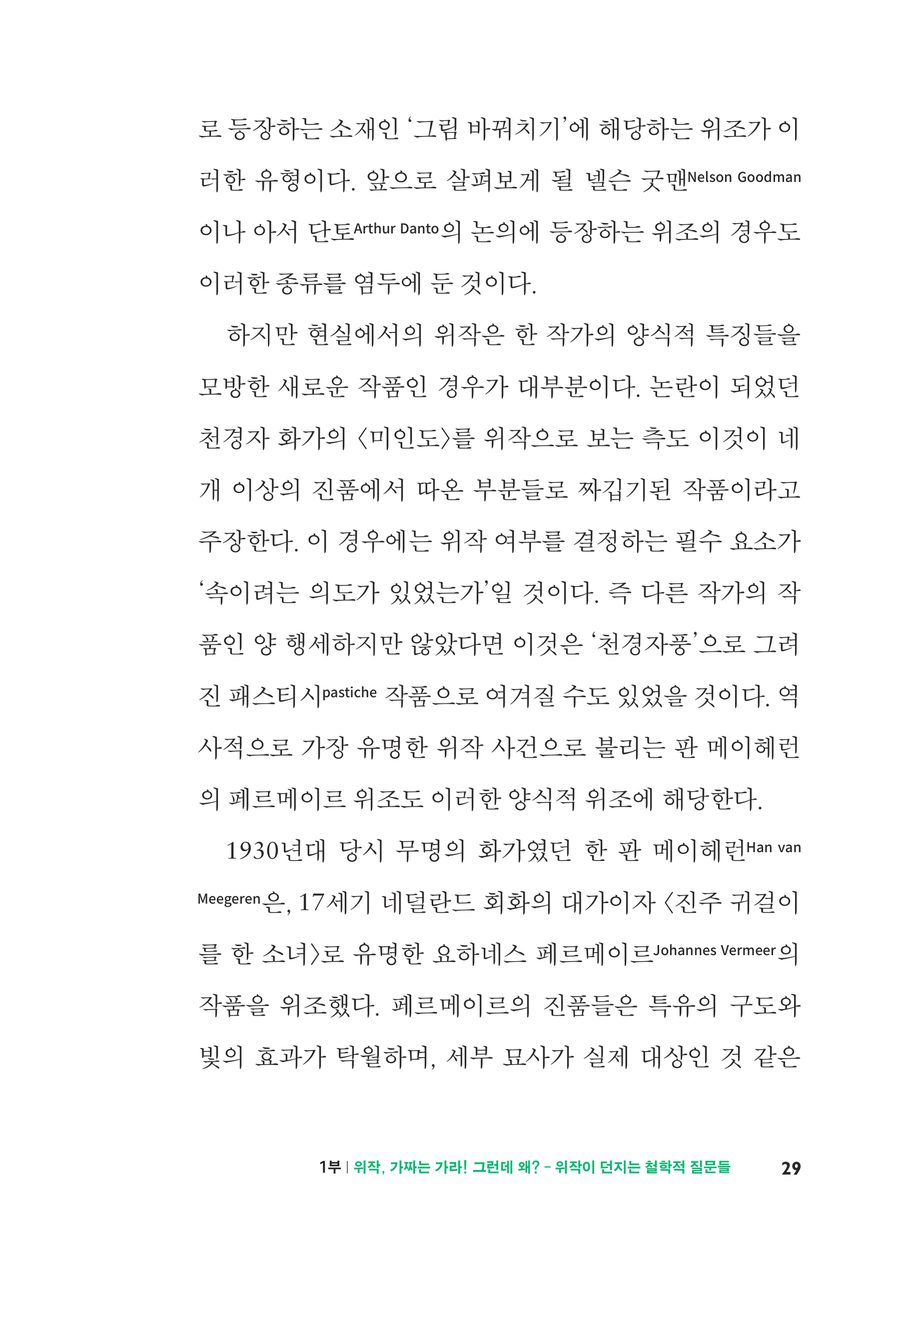 로 등장하는 소재인 ‘그림 바꿔치기’에 해당하는 위조가 이
러한 유형이다. 앞으로 살펴보게 될 넬슨 굿맨Nelson Goodman
이나 아서 단토Arthur Danto의 논의에 등장하는 위조의 경우도
이러한 종류를 염두에 둔 것이다.
하지만 현실에서의 위작은 한 작가의 양식적 특징들을
모방한 새로운 작품인 경우가 대부분이다. 논란이 되었던
천경자 화가의 〈미인도〉를 위작으로 보는 측도 이것이 네
개 이상의 진품에서 따온 부분들로 짜깁기된 작품이라고
주장한다. 이 경우에는 위작 여부를 결정하는 필수 요소가
‘속이려는 의도가 있었는가’일 것이다. 즉 다른 작가의 작
품인 양 행세하지만 않았다면 이것은 ‘천경자풍’으로 그려
진 패스티시pastiche 작품으로 여겨질 수도 있었을 것이다. 역
사적으로 가장 유명한 위작 사건으로 불리는 판 메이헤런
의 페르메이르 위조도 이러한 양식적 위조에 해당한다.
1930년대 당시 무명의 화가였던 한 판 메이헤런Han van
Meegeren은, 17세기 네덜란드 회화의 대가이자 〈진주 귀걸이
를 한 소녀〉로 유명한 요하네스 페르메이르Johannes Vermeer의
작품을 위조했다. 페르메이르의 진품들은 특유의 구도와
빛의 효과가 탁월하며, 세부 묘사가 실제 대상인 것 같은
1부 | 위작, 가짜는 가라! 그런데 왜? - 위작이 던지는 철학적 질문들 29